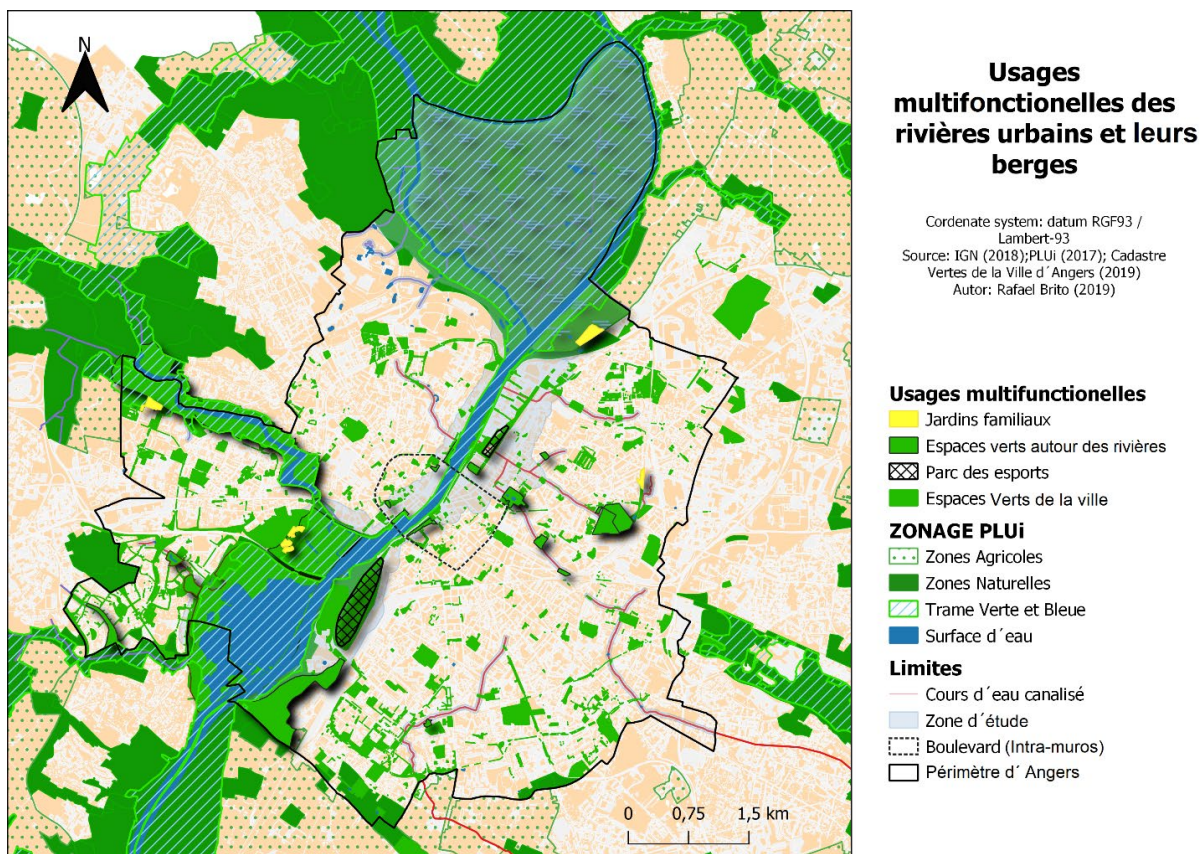 N
Usages
multifonctionelles des
rivières urbains et leurs
berges
Cordenate system: datum RGF93 /
Lambert-93
Source: IGN (2018);PLUi (2017); Cadastre
Vertes de la Ville d´Angers (2019)
Autor: Rafael Brito (2019)
Usages multifunctionelles
Jardins familiaux
Espaces verts autour des rivières
Parc des esports
Espaces Verts de la ville
ZONAGE PLUi
Zones Agricoles
Zones Naturelles
Trame Verte et Bleue
Surface d´eau
Limites
Cours d´eau canalisé
Zone d´étude
Boulevard (Intra-muros)
Périmètre d´ Angers
0 0,75 1,5 km